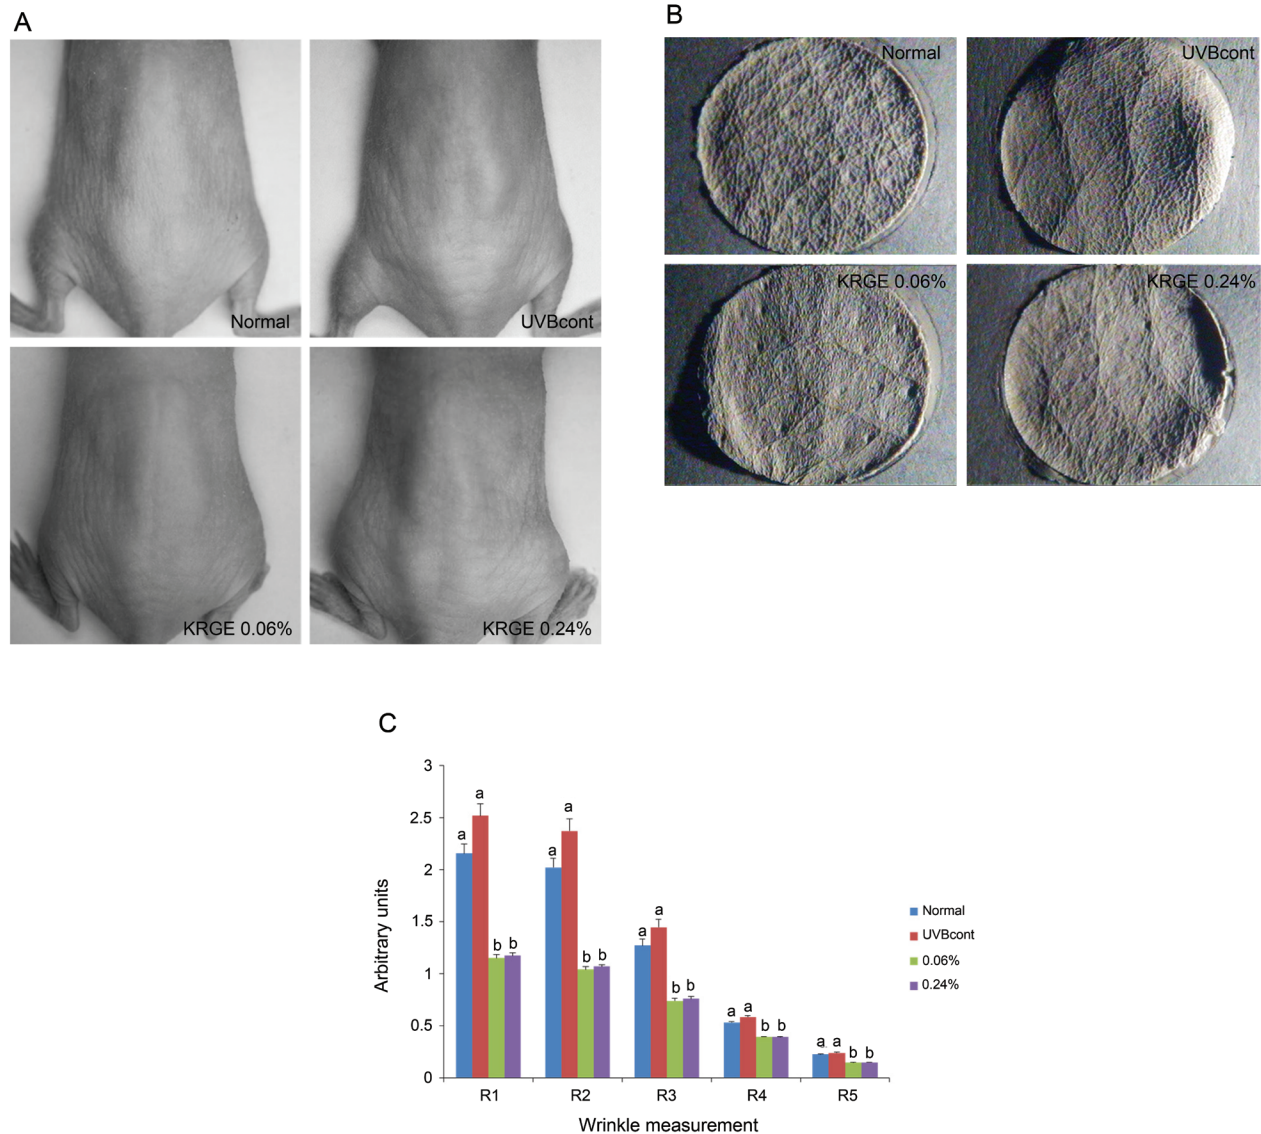 A
Normal
UVBcont
KRGE 0.06%
KRGE 0.24%
B
Normal
UVBcont
KRGE 0.06%
KRGE 0.24%
C
3
2.5
2
1.5
1
0.5
0
Arbitrary units
a a b b
a a b b
a a b b
a a b b
a a b b
R1 R2 R3 R4 R5
Wrinkle measurement
Normal
UVBcont
0.06%
0.24%